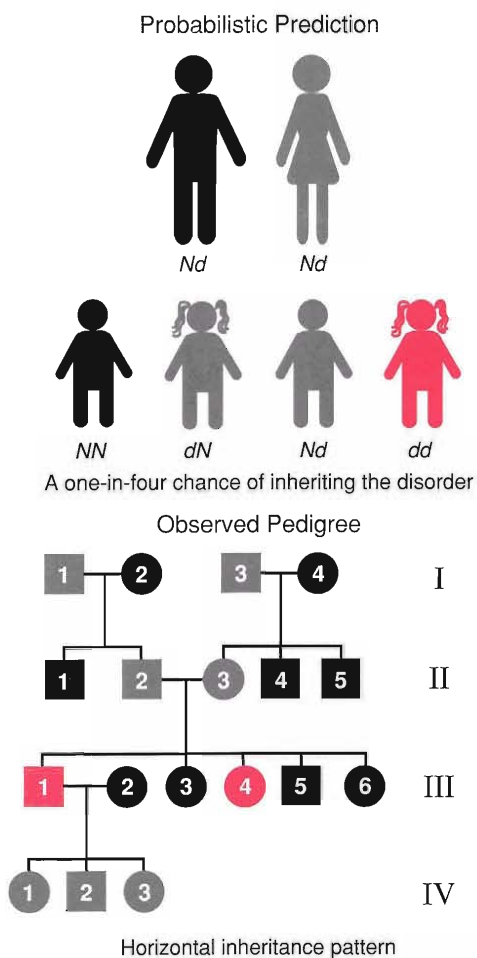 Probabilistic Prediction
Nd Nd
NN dN Nd dd
A one-in-four chance of inheriting the disorder
Observed Pedigree
1 2 3 4 I
1 2 3 4 5 II
1 2 3 4 5 6 III
1 2 3 IV
Horizontal inheritance pattern